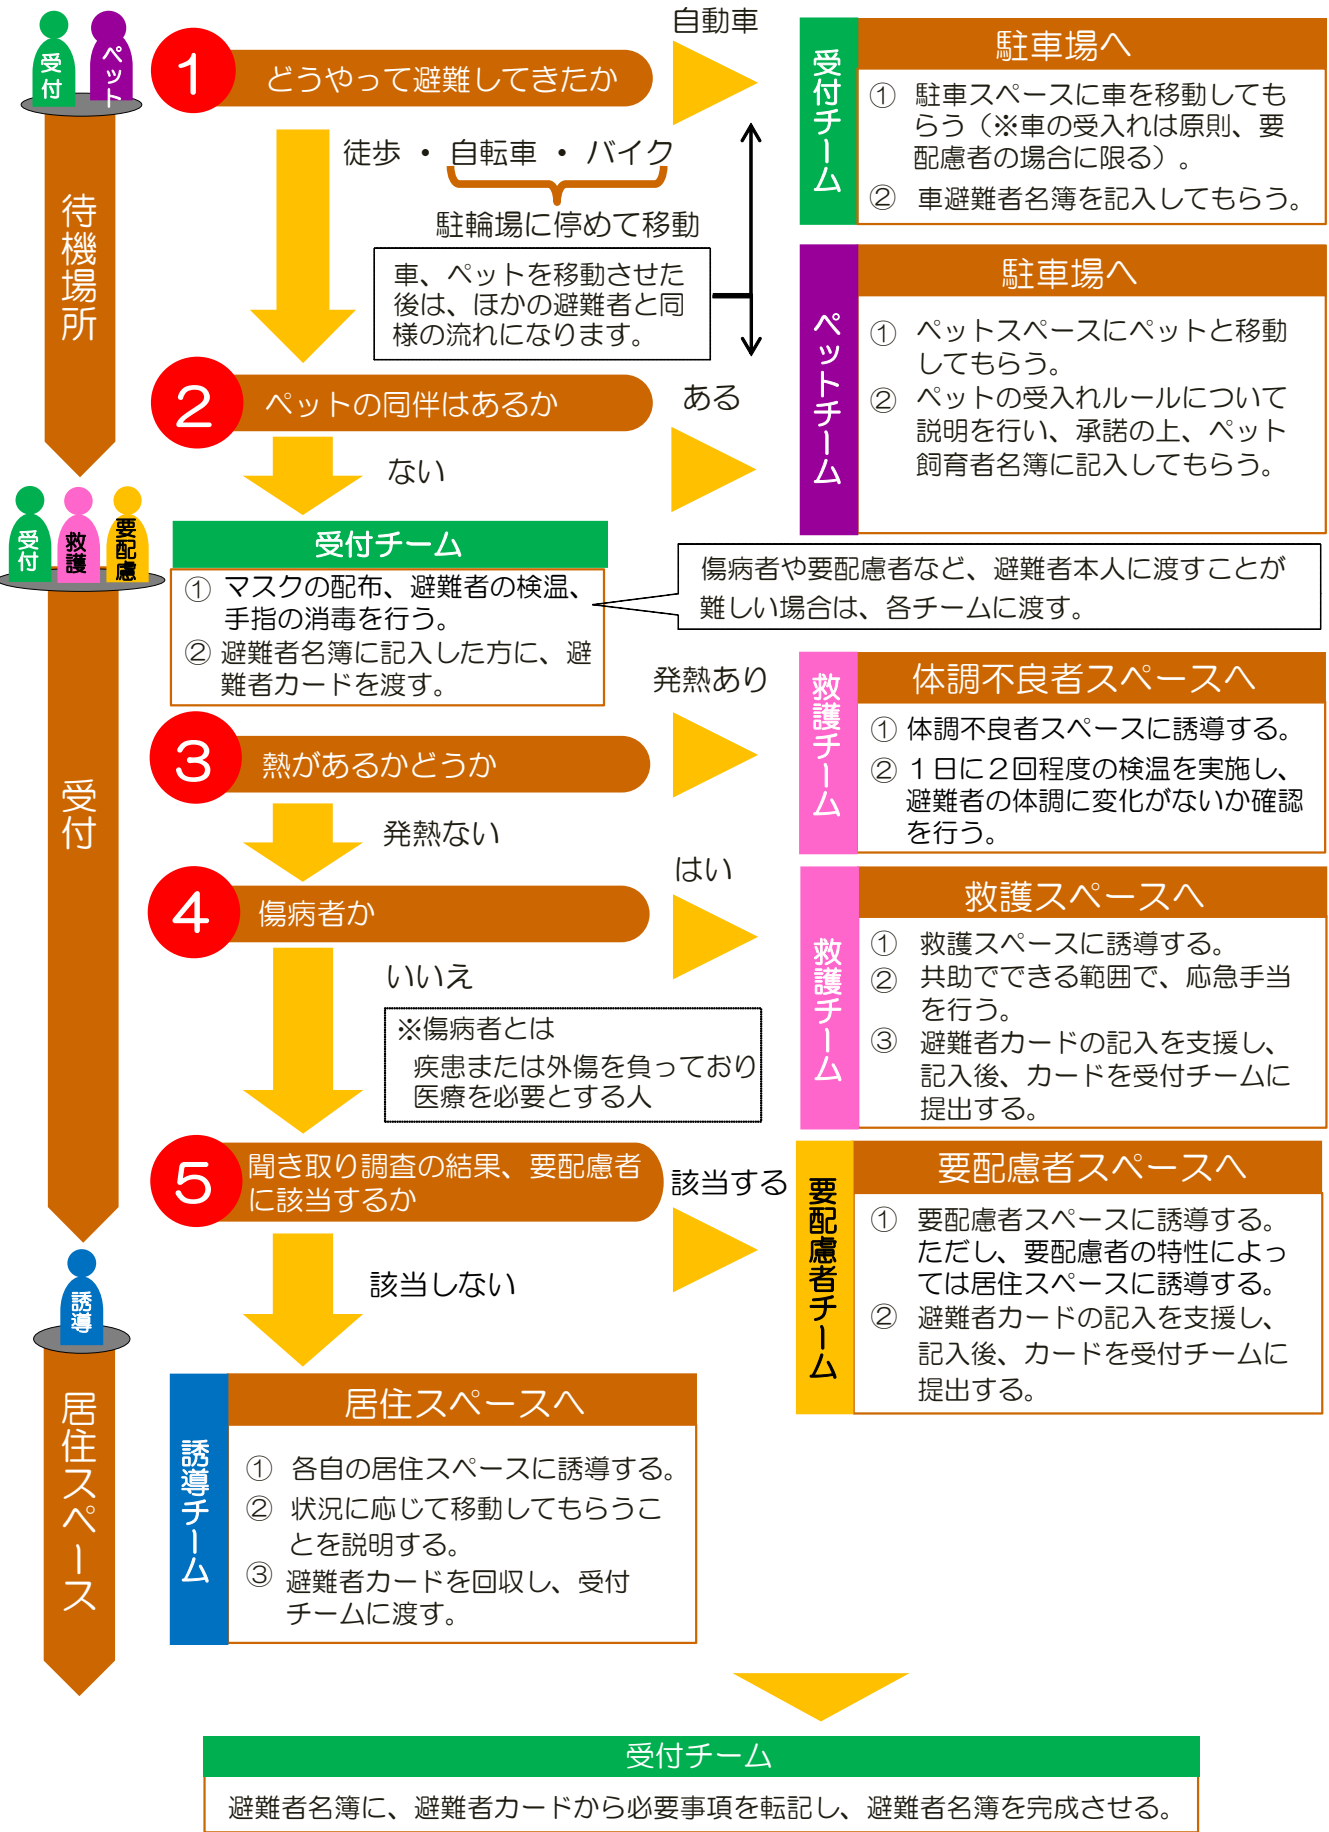 受付
ペット
待機場所
1
どうやって避難してきたか
自動車
徒歩 ・ 自転車 ・ バイク
駐輪場に停めて移動
車、ペットを移動させた
後は、ほかの避難者と同
様の流れになります。
受付チーム
駐車場へ
① 駐車スペースに車を移動しても
らう（※車の受入れは原則、要
配慮者の場合に限る）。
② 車避難者名簿を記入してもらう。
2
ペットの同伴はあるか
ある
ない
ペットチーム
駐車場へ
① ペットスペースにペットと移動
してもらう。
② ペットの受入れルールについて
説明を行い、承諾の上、ペット
飼育者名簿に記入してもらう。
受付
救護
要配慮
受付
受付チーム
① マスクの配布、避難者の検温、
手指の消毒を行う。
② 避難者名簿に記入した方に、避
難者カードを渡す。
傷病者や要配慮者など、避難者本人に渡すことが
難しい場合は、各チームに渡す。
3
熱があるかどうか
発熱あり
発熱ない
救護チーム
体調不良者スペースへ
① 体調不良者スペースに誘導する。
② １日に２回程度の検温を実施し、
避難者の体調に変化がないか確認
を行う。
4
傷病者か
はい
いいえ
※傷病者とは
疾患または外傷を負っており
医療を必要とする人
救護チーム
救護スペースへ
① 救護スペースに誘導する。
② 共助でできる範囲で、応急手当
を行う。
③ 避難者カードの記入を支援し、
記入後、カードを受付チームに
提出する。
5
聞き取り調査の結果、要配慮者
に該当するか
該当する
該当しない
要配慮者チーム
要配慮者スペースへ
① 要配慮者スペースに誘導する。
ただし、要配慮者の特性によっ
ては居住スペースに誘導する。
② 避難者カードの記入を支援し、
記入後、カードを受付チームに
提出する。
誘導
居住スペース
誘導チーム
居住スペースへ
① 各自の居住スペースに誘導する。
② 状況に応じて移動してもらうこ
とを説明する。
③ 避難者カードを回収し、受付
チームに渡す。
受付チーム
避難者名簿に、避難者カードから必要事項を転記し、避難者名簿を完成させる。